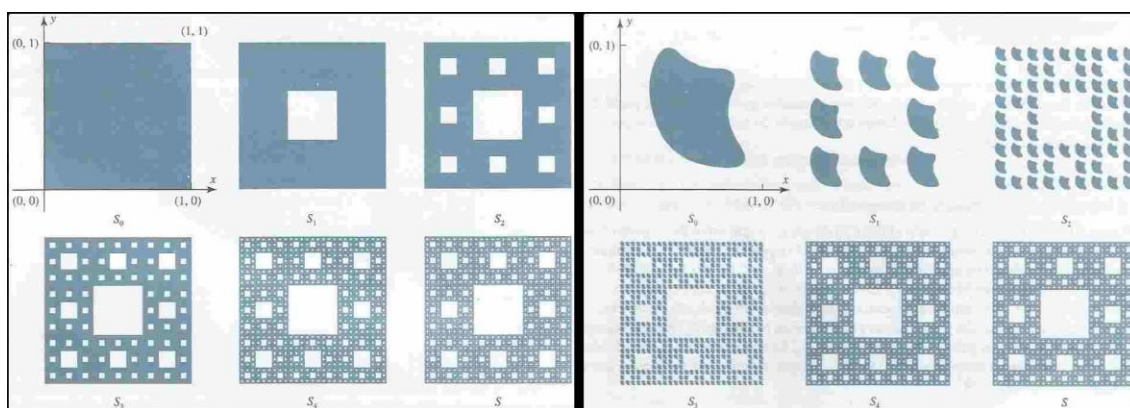 y
(0, 1)
(1, 1)
x
(0, 0)
(1, 0)
S₀
S₁
S₂
S₃
S₄
S
y
(0, 1)
x
(0, 0)
(1, 0)
S₀
S₁
S₂
S₃
S₄
S